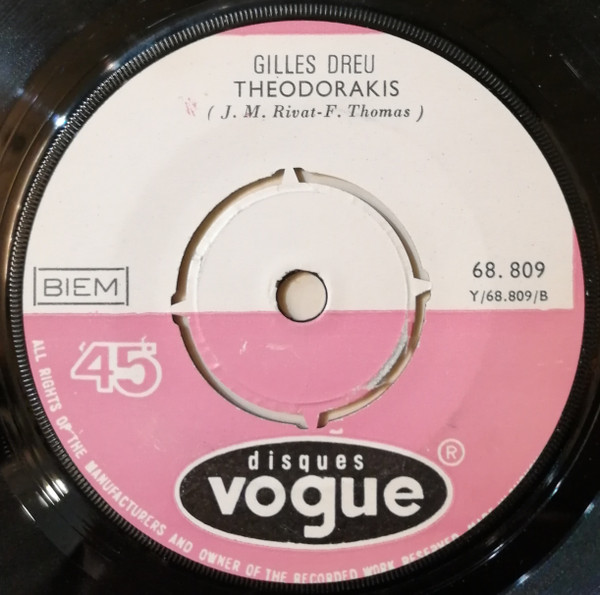 GILLES DREU
THEODORAKIS
( J. M. Rivat-F. Thomas )
BIEM
68. 809
Y/68.809/B
45
disques
vogue
®
ALL RIGHTS OF THE MANUFACTURERS AND OWNER OF THE RECORDED WORK RESERVED